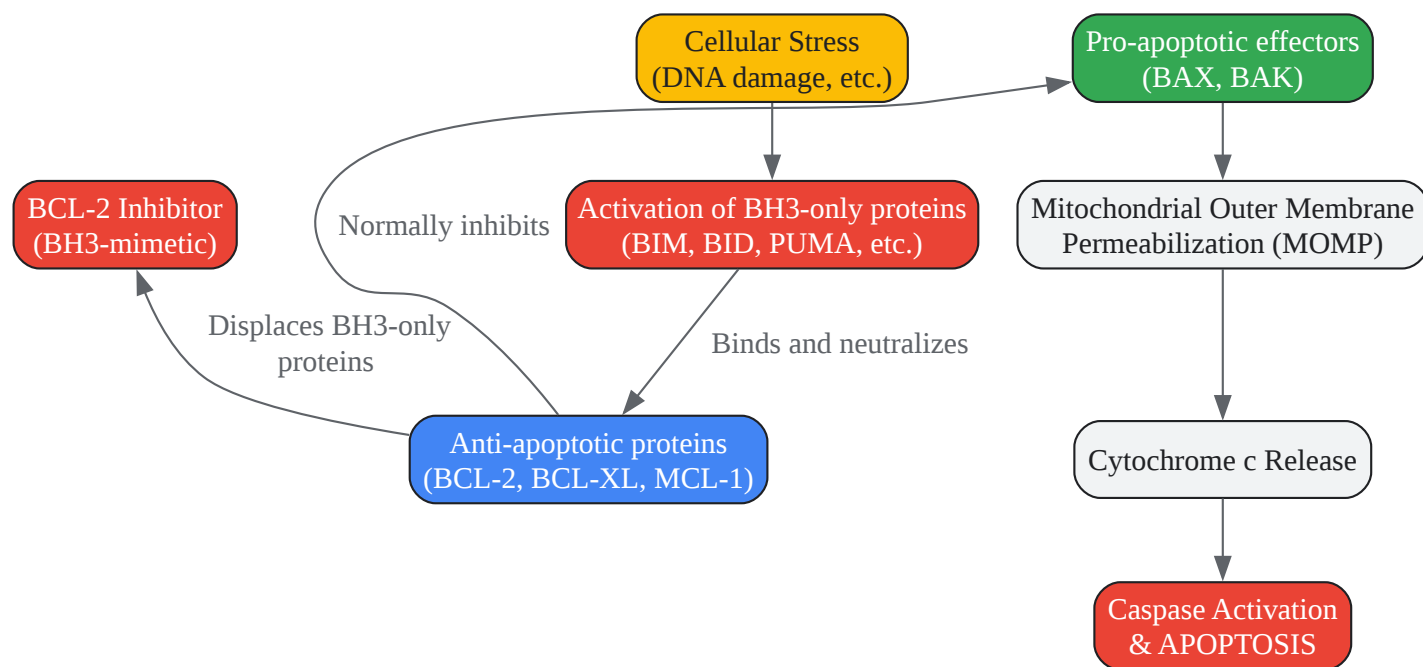 Cellular Stress
(DNA damage, etc.)
Pro-apoptotic effectors
(BAX, BAK)
BCL-2 Inhibitor
(BH3-mimetic)
Normally inhibits
Activation of BH3-only proteins
(BIM, BID, PUMA, etc.)
Mitochondrial Outer Membrane
Permeabilization (MOMP)
Displaces BH3-only
proteins
Binds and neutralizes
Anti-apoptotic proteins
(BCL-2, BCL-XL, MCL-1)
Cytochrome c Release
Caspase Activation
& APOPTOSIS